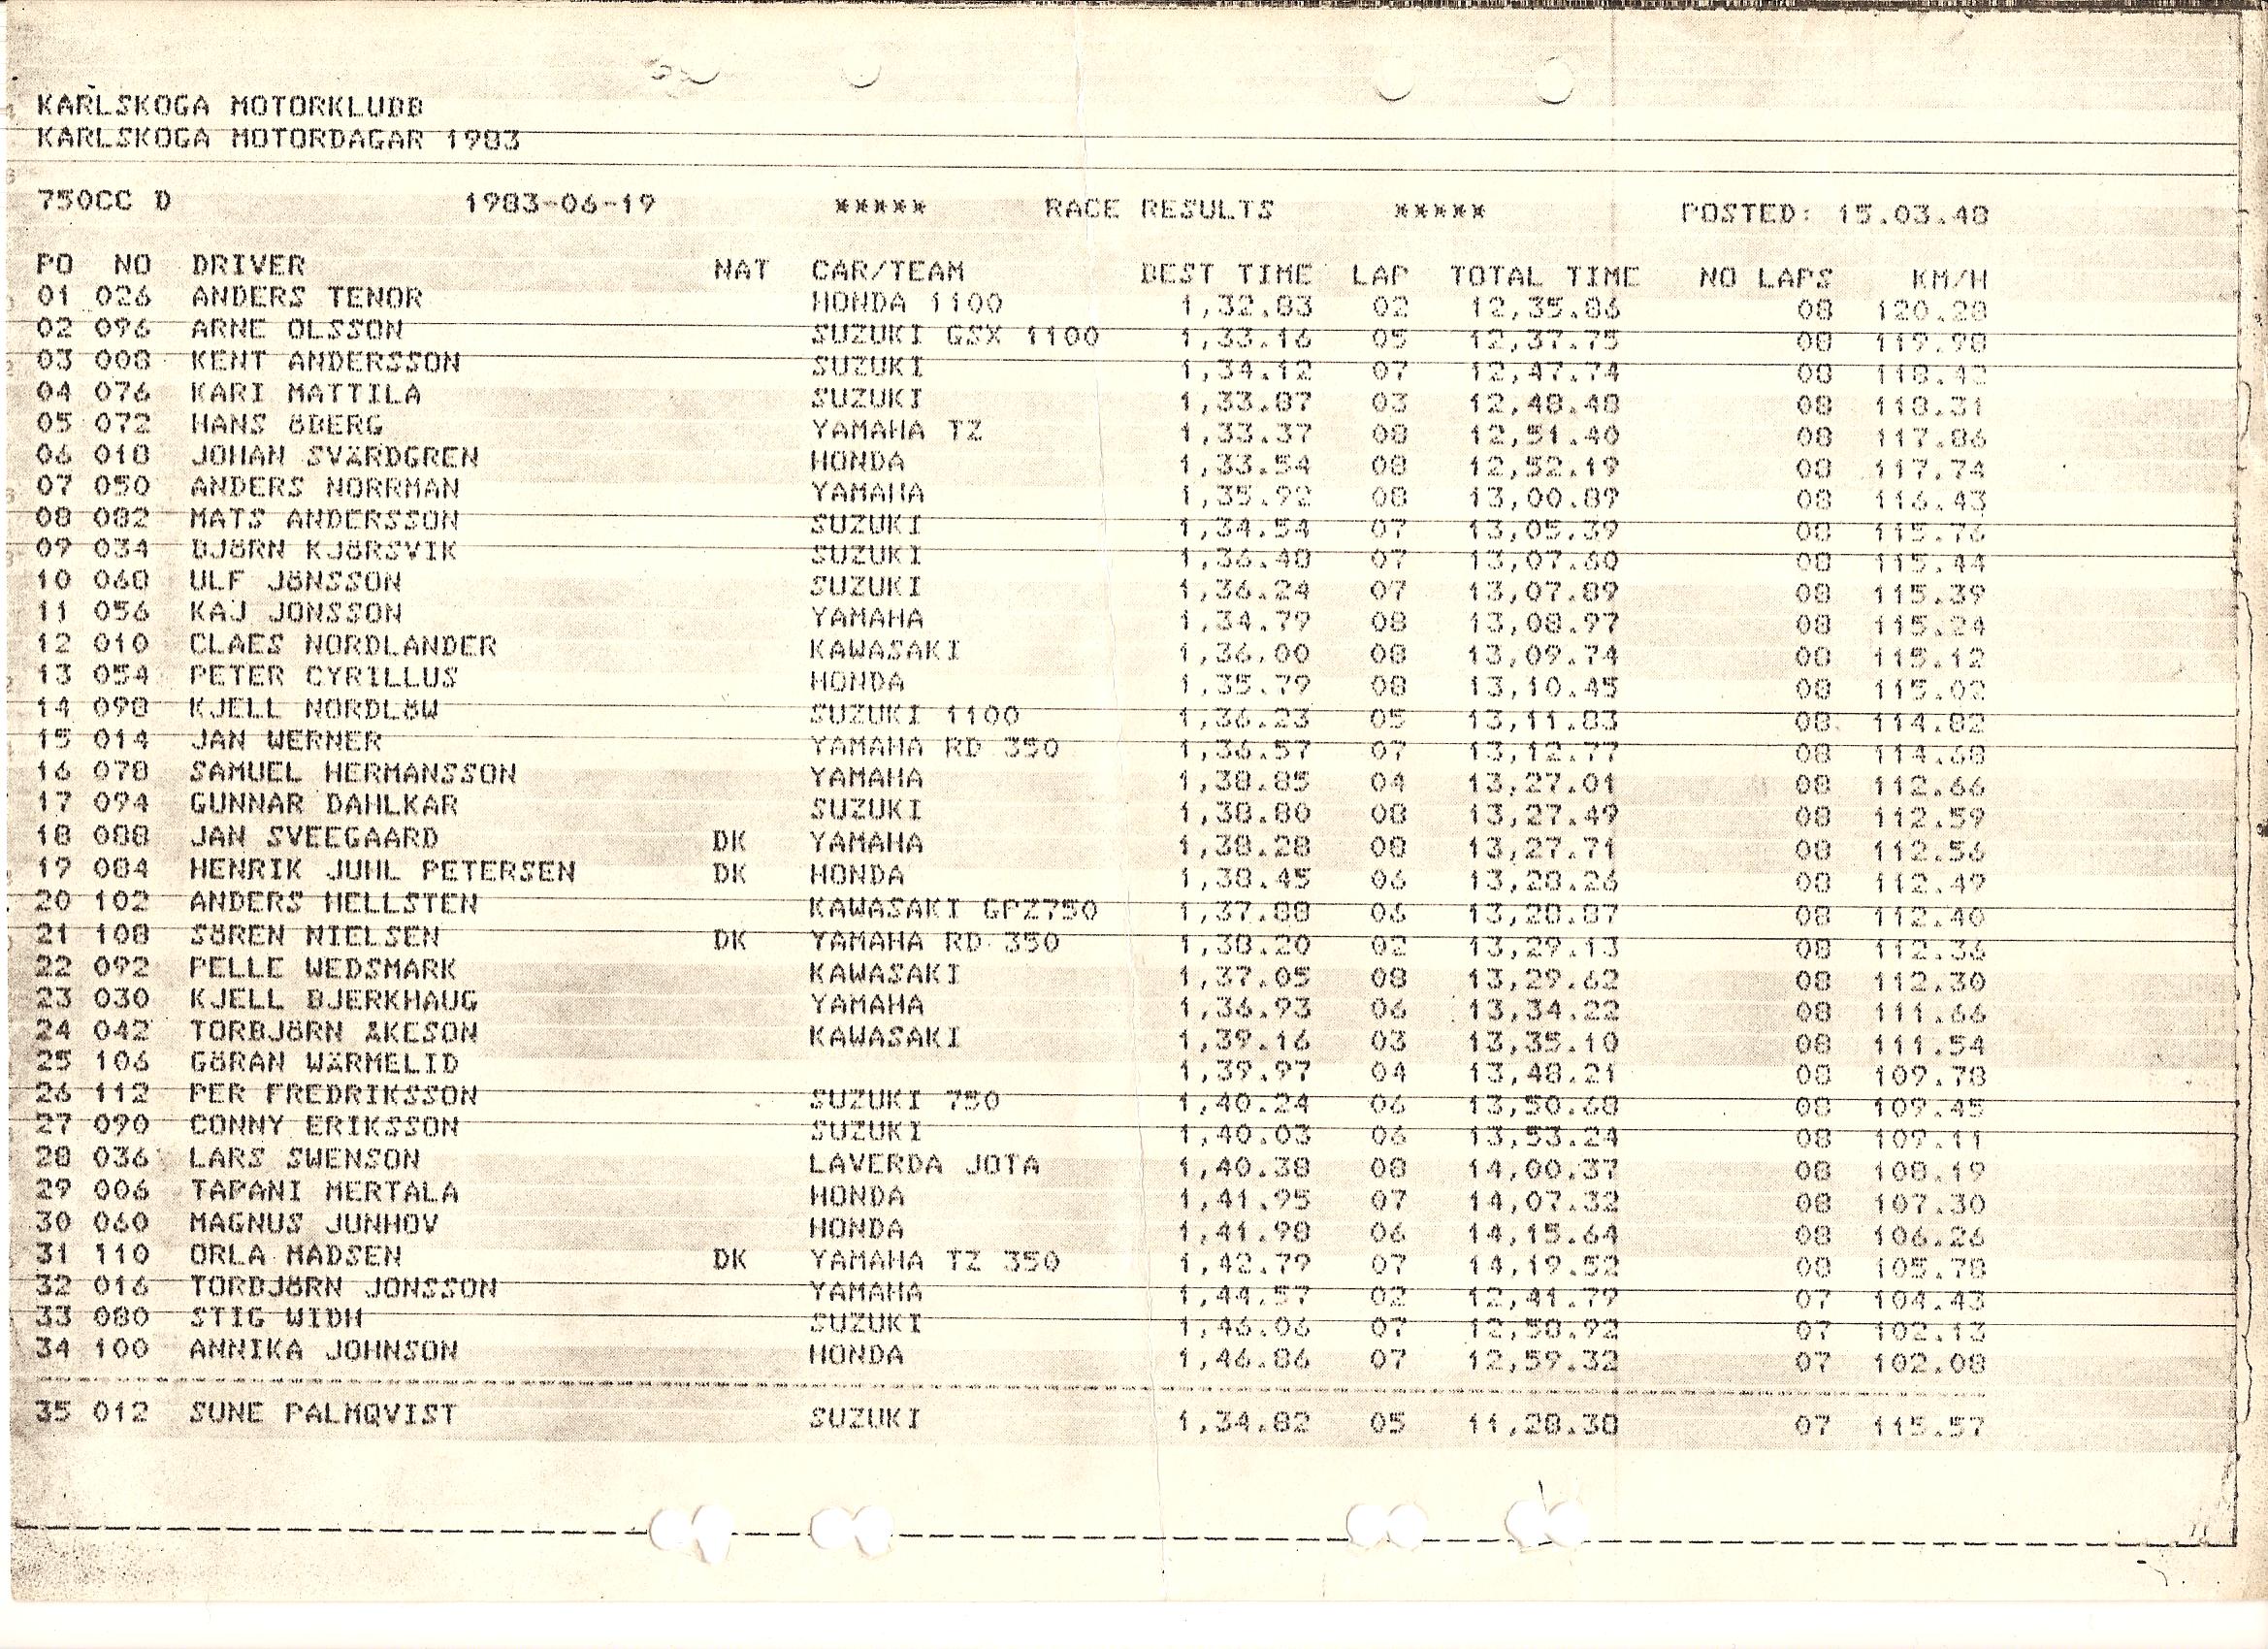 KARLSKOGA MOTORKLUBB
KARLSKOGA MOTORDAGAR 1983
750CC D 1983-06-19 ***** RACE RESULTS ***** POSTED: 15.03.48
PO NO DRIVER NAT CAR/TEAM BEST TIME LAP TOTAL TIME NO LAPS KM/H
01 026 ANDERS TENOR HONDA 1100 1,32.83 02 12,35.86 08 120.28
02 096 ARNE OLSSON SUZUKI GSX 1100 1,33.16 05 12,37.75 08 119.98
03 008 KENT ANDERSSON SUZUKI 1,34.12 07 12,47.74 08 118.42
04 076 KARI MATTILA SUZUKI 1,33.87 03 12,48.48 08 118.31
05 072 HANS ÖBERG YAMAHA TZ 1,33.37 08 12,51.40 08 117.86
06 018 JOHAN SVÄRDGREN HONDA 1,33.54 08 12,52.19 08 117.74
07 050 ANDERS NORRMAN YAMAHA 1,35.92 08 13,00.89 08 116.43
08 082 MATS ANDERSSON SUZUKI 1,34.54 07 13,05.39 08 115.76
09 034 BJÖRN KJÖRSVIK SUZUKI 1,36.48 07 13,07.60 08 115.44
10 068 ULF JÖNSSON SUZUKI 1,36.24 07 13,07.89 08 115.39
11 056 KAJ JONSSON YAMAHA 1,34.79 08 13,08.97 08 115.24
12 010 CLAES NORDLANDER KAWASAKI 1,36.00 08 13,09.74 08 115.12
13 054 PETER CYRILLUS HONDA 1,35.79 08 13,10.45 08 115.02
14 098 KJELL NORDLÖW SUZUKI 1100 1,36.23 05 13,11.83 08 114.82
15 014 JAN WERNER YAMAHA RD 350 1,36.57 07 13,12.77 08 114.68
16 078 SAMUEL HERMANSSON YAMAHA 1,38.85 04 13,27.01 08 112.66
17 094 GUNNAR DAHLKAR SUZUKI 1,38.80 08 13,27.49 08 112.59
18 088 JAN SVEEGAARD DK YAMAHA 1,38.28 08 13,27.71 08 112.56
19 084 HENRIK JUHL PETERSEN DK HONDA 1,38.45 06 13,28.26 08 112.49
20 102 ANDERS HELLSTEN KAWASAKI GPZ750 1,37.88 06 13,28.87 08 112.40
21 108 SÖREN NIELSEN DK YAMAHA RD 350 1,38.20 02 13,29.13 08 112.36
22 092 PELLE WEDSMARK KAWASAKI 1,37.05 08 13,29.62 08 112.30
23 030 KJELL BJERKHAUG YAMAHA 1,36.93 06 13,34.22 08 111.66
24 042 TORBJÖRN ÅKESON KAWASAKI 1,39.16 03 13,35.10 08 111.54
25 106 GÖRAN WÄRMELID 1,39.97 04 13,48.21 08 109.78
26 112 PER FREDRIKSSON SUZUKI 750 1,40.24 06 13,50.68 08 109.45
27 090 CONNY ERIKSSON SUZUKI 1,40.03 06 13,53.24 08 109.11
28 036 LARS SWENSON LAVERDA JOTA 1,40.38 08 14,00.37 08 108.19
29 006 TAPANI MERTALA HONDA 1,41.95 07 14,07.32 08 107.30
30 060 MAGNUS JUNHOV HONDA 1,41.98 06 14,15.64 08 106.26
31 110 ORLA MADSEN DK YAMAHA TZ 350 1,42.79 07 14,19.52 08 105.78
32 016 TORBJÖRN JONSSON YAMAHA 1,44.57 02 12,41.79 07 104.43
33 080 STIG WIDH SUZUKI 1,46.06 07 12,58.92 07 102.13
34 100 ANNIKA JOHNSON HONDA 1,46.86 07 12,59.32 07 102.08
35 012 SUNE PALMQVIST SUZUKI 1,34.82 05 11,28.38 07 115.57